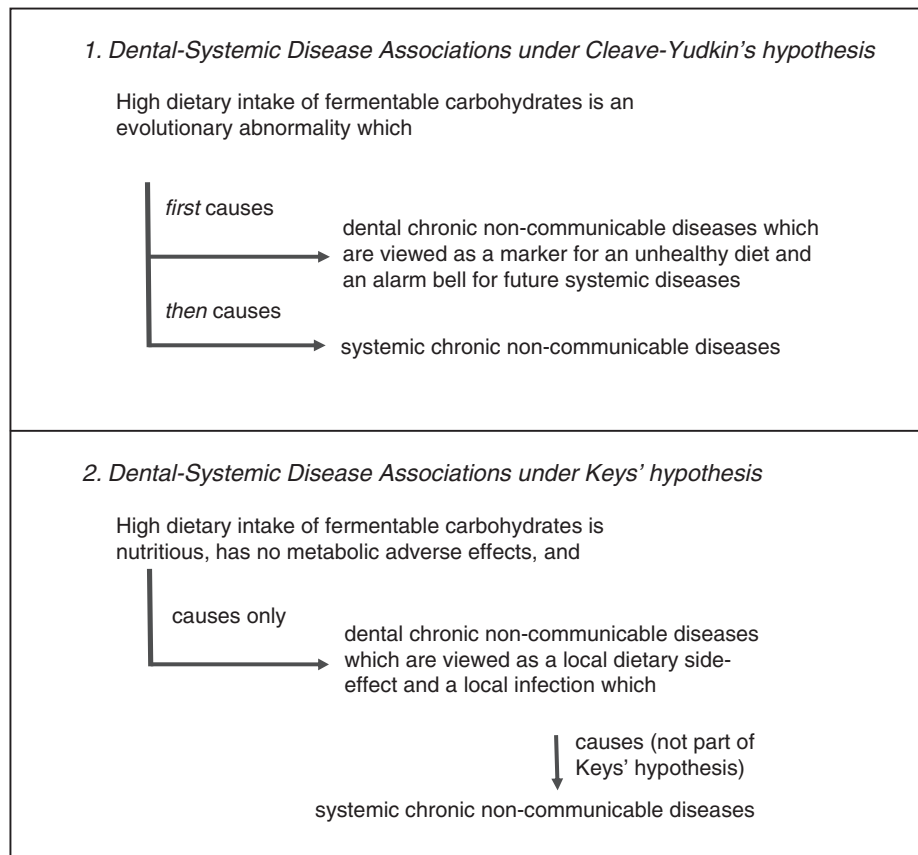 1. Dental-Systemic Disease Associations under Cleave-Yudkin's hypothesis
High dietary intake of fermentable carbohydrates is an
evolutionary abnormality which
first causes
dental chronic non-communicable diseases which
are viewed as a marker for an unhealthy diet and
an alarm bell for future systemic diseases
then causes
systemic chronic non-communicable diseases
2. Dental-Systemic Disease Associations under Keys' hypothesis
High dietary intake of fermentable carbohydrates is
nutritious, has no metabolic adverse effects, and
causes only
dental chronic non-communicable diseases
which are viewed as a local dietary side-
effect and a local infection which
causes (not part of
Keys' hypothesis)
systemic chronic non-communicable diseases